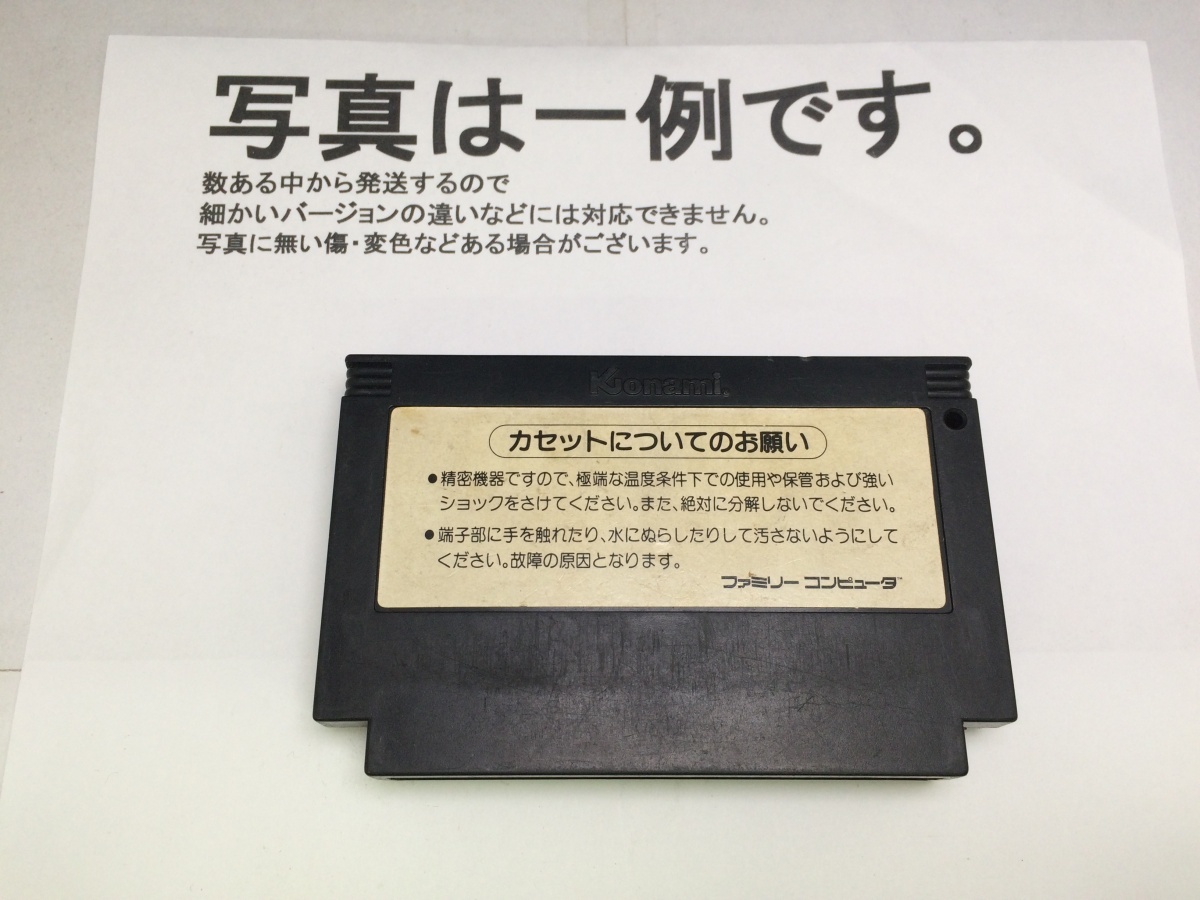 写真は一例です。
数ある中から発送するので
細かいバージョンの違いなどには対応できません。
写真に無い傷・変色などある場合がございます。
Konami®
カセットについてのお願い
●精密機器ですので、極端な温度条件下での使用や保管および強い
ショックをさけてください。また、絶対に分解しないでください。
●端子部に手を触れたり、水にぬらしたりして汚さないようにして
ください。故障の原因となります。
ファミリー コンピュータ™